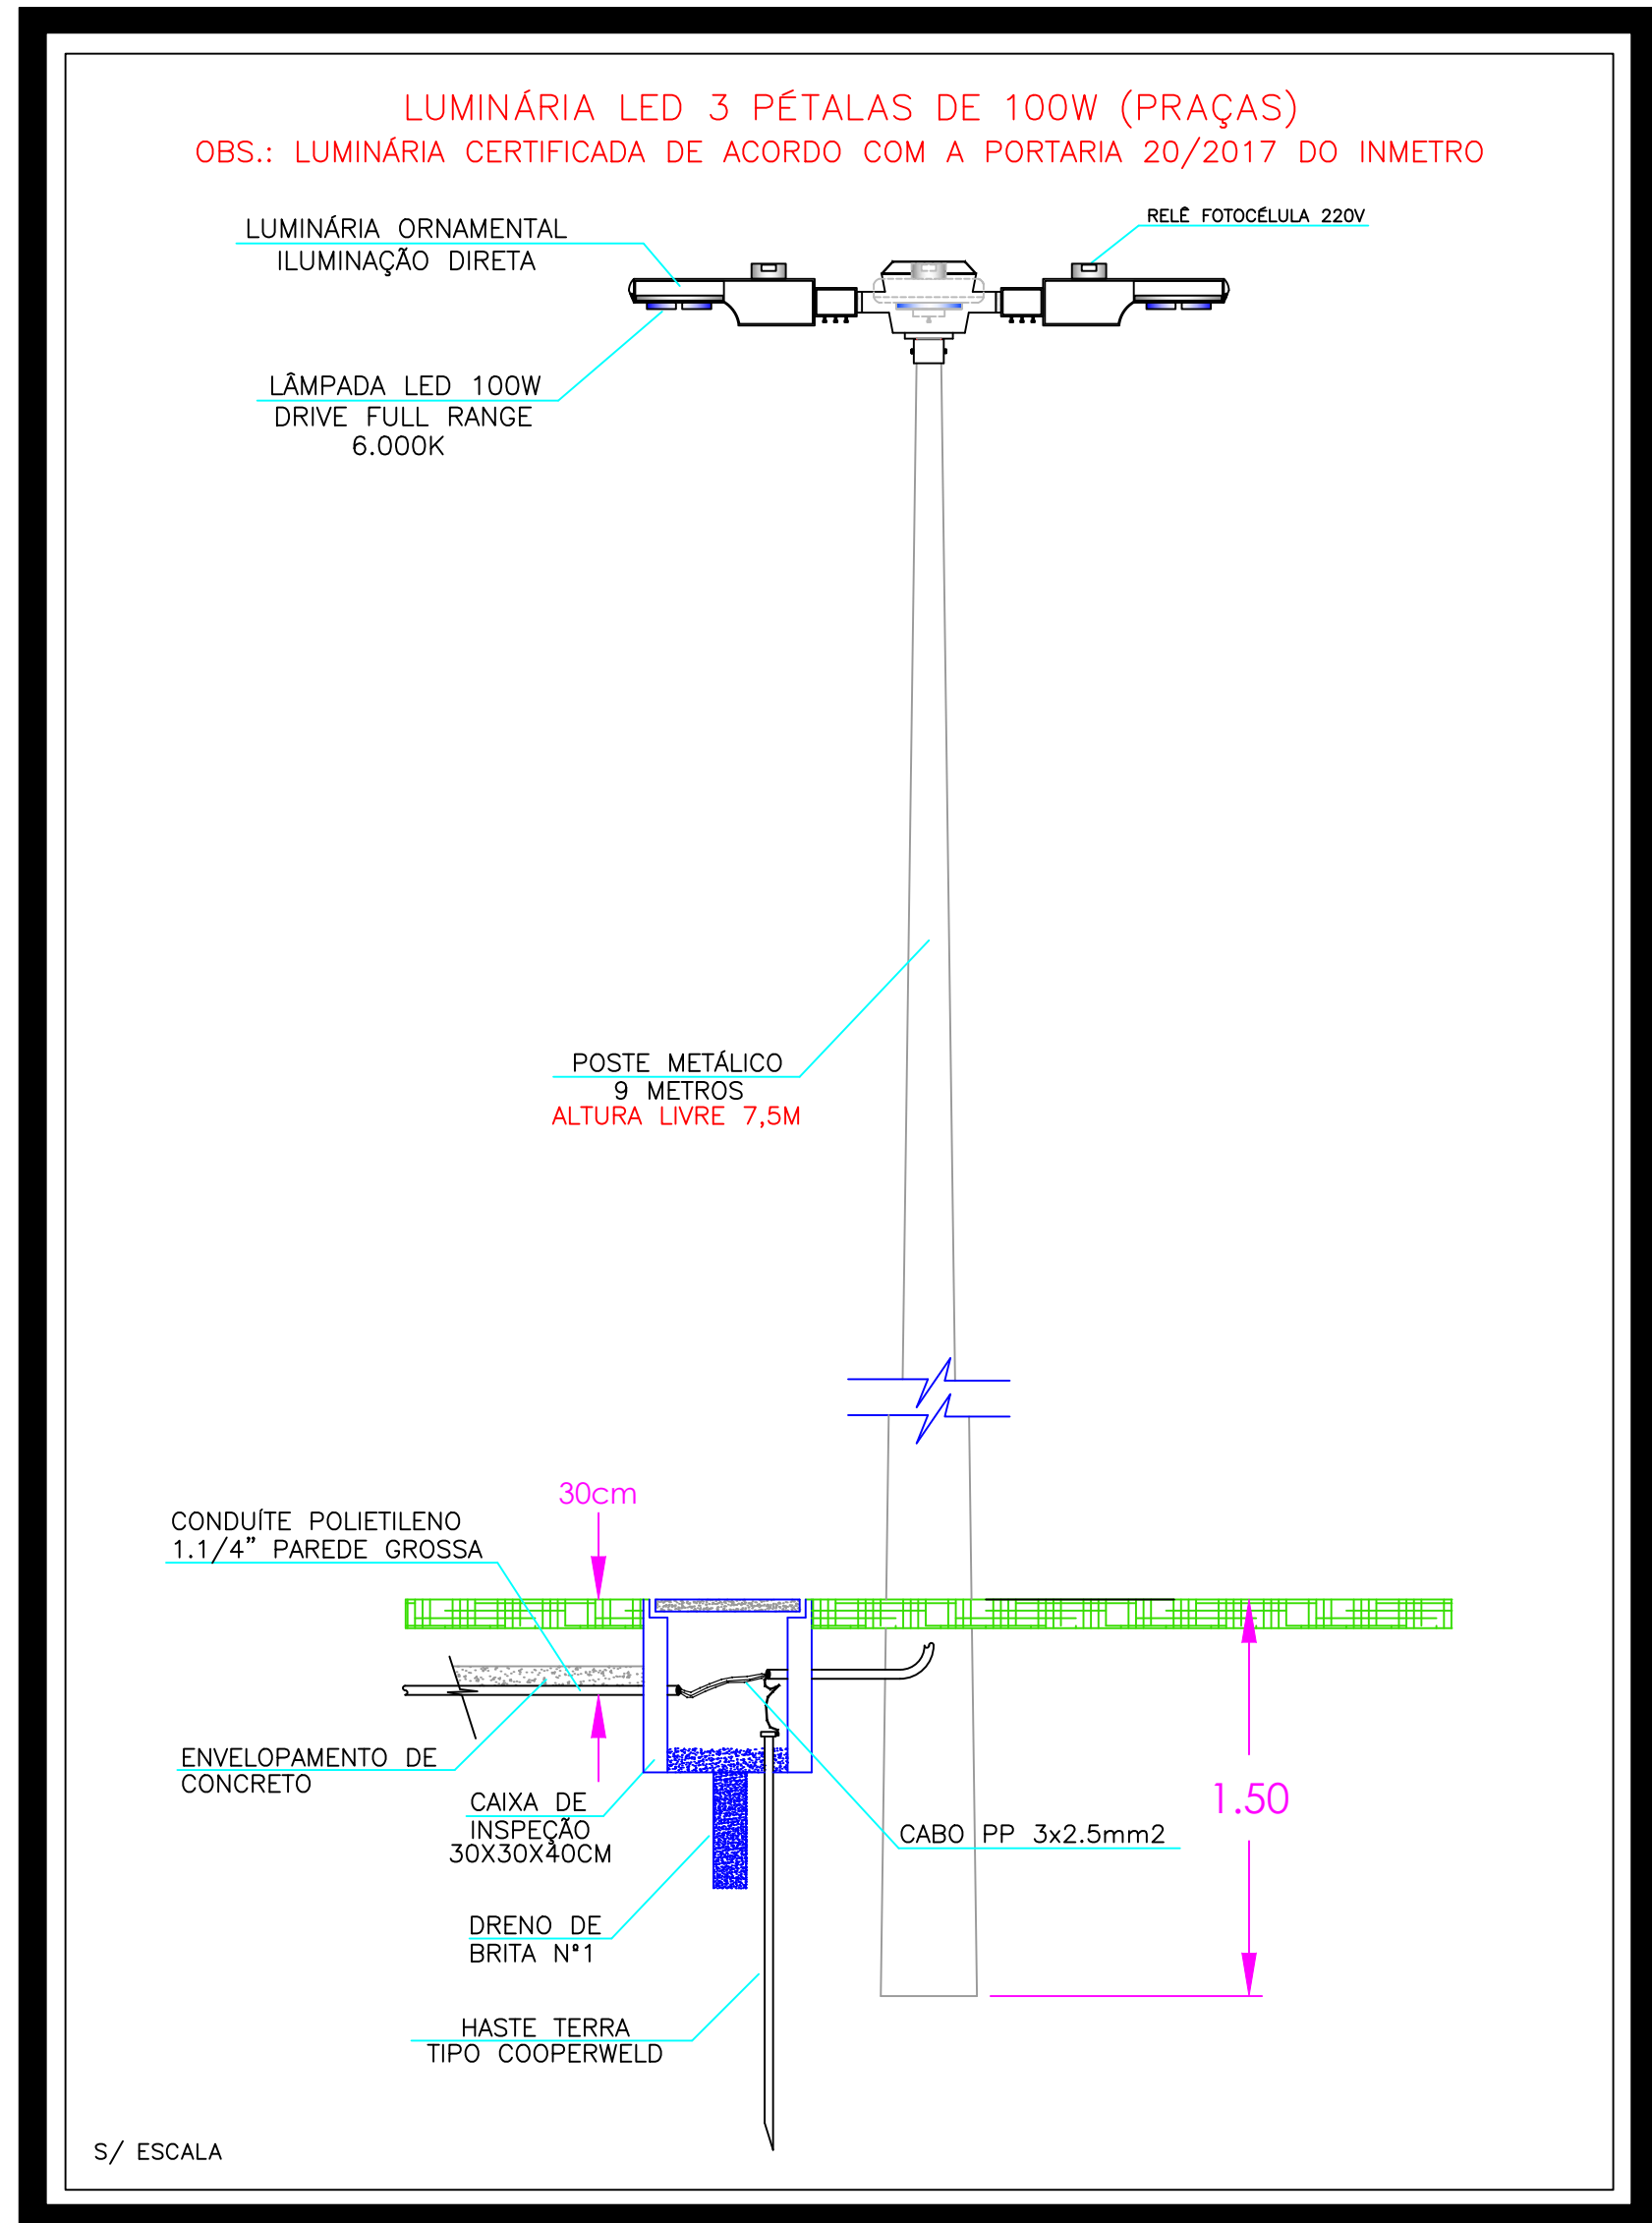 LUMINÁRIA LED 3 PÉTALAS DE 100W (PRAÇAS)
OBS.: LUMINÁRIA CERTIFICADA DE ACORDO COM A PORTARIA 20/2017 DO INMETRO
RELÊ FOTOCÉLULA 220V
LUMINÁRIA ORNAMENTAL
ILUMINAÇÃO DIRETA
LÂMPADA LED 100W
DRIVE FULL RANGE
6.000K
POSTE METÁLICO
9 METROS
ALTURA LIVRE 7,5M
30cm
CONDUÍTE POLIETILENO
1.1/4" PAREDE GROSSA
ENVELOPAMENTO DE
CONCRETO
CAIXA DE
INSPEÇÃO
30X30X40CM
1.50
CABO PP 3x2.5mm2
DRENO DE
BRITA Nº1
HASTE TERRA
TIPO COOPERWELD
S/ ESCALA